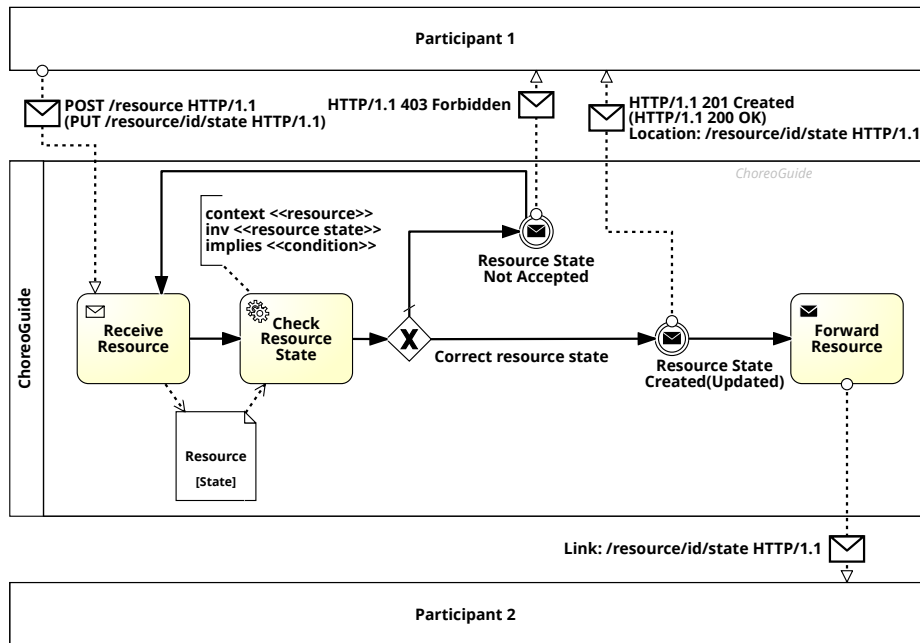 Participant 1
POST /resource HTTP/1.1
(PUT /resource/id/state HTTP/1.1)
HTTP/1.1 403 Forbidden
HTTP/1.1 201 Created
(HTTP/1.1 200 OK)
Location: /resource/id/state HTTP/1.1
ChoreoGuide
ChoreoGuide
context <<resource>>
inv <<resource state>>
implies <<condition>>
Resource State
Not Accepted
Receive
Resource
Check
Resource
State
X
Correct resource state
Resource State
Created(Updated)
Forward
Resource
Resource
[State]
Link: /resource/id/state HTTP/1.1
Participant 2